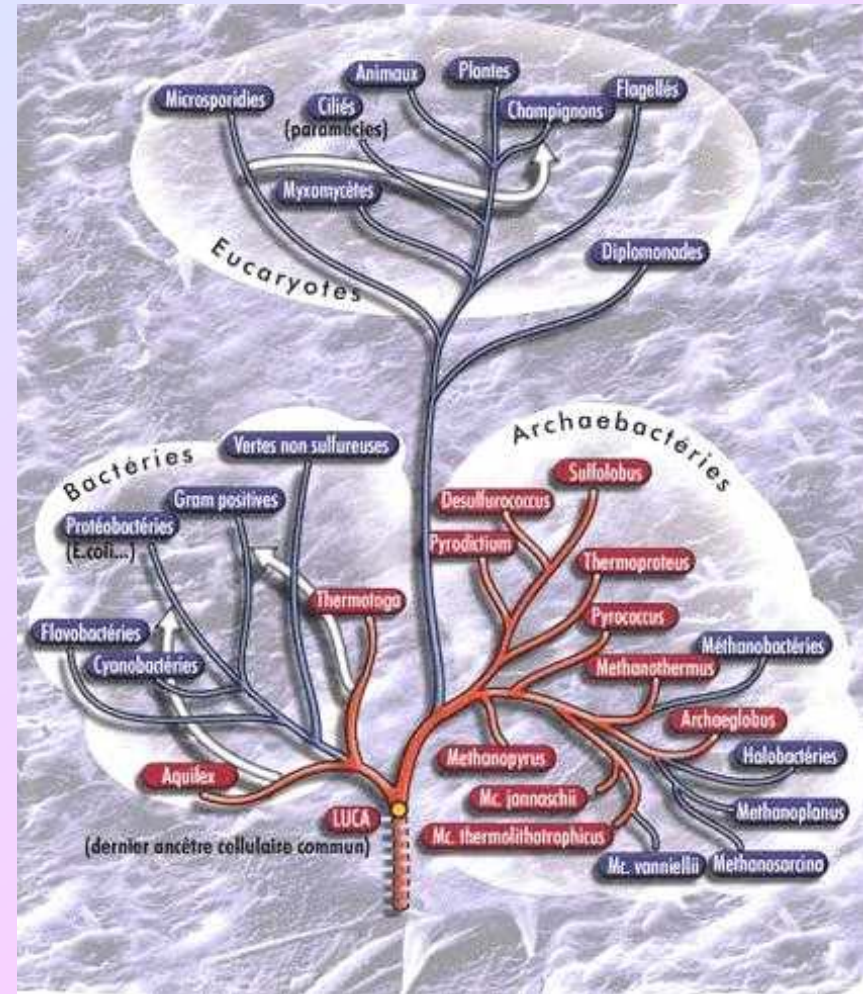 Animaux
Plantes
Microsporidies
Ciliés
(paramécies)
Champignons
Flagellés
Myxomycètes
Eucaryotes
Diplomonades
Bactéries
Vertes non sulfureuses
Gram positives
Protéobactéries
(E.coli...)
Thermotoga
Flavobactéries
Cyanobactéries
Aquifex
LUCA
(dernier ancêtre cellulaire commun)
Archaebactéries
Sulfolobus
Desulfurococcus
Pyrodictium
Thermoproteus
Pyrococcus
Méthanobactéries
Methanothermus
Archaeglobus
Methanopyrus
Halobactéries
Mc. jannaschii
Methanoplanus
Mc. thermolithotrophicus
Mc. vanniellii
Methanosarcina